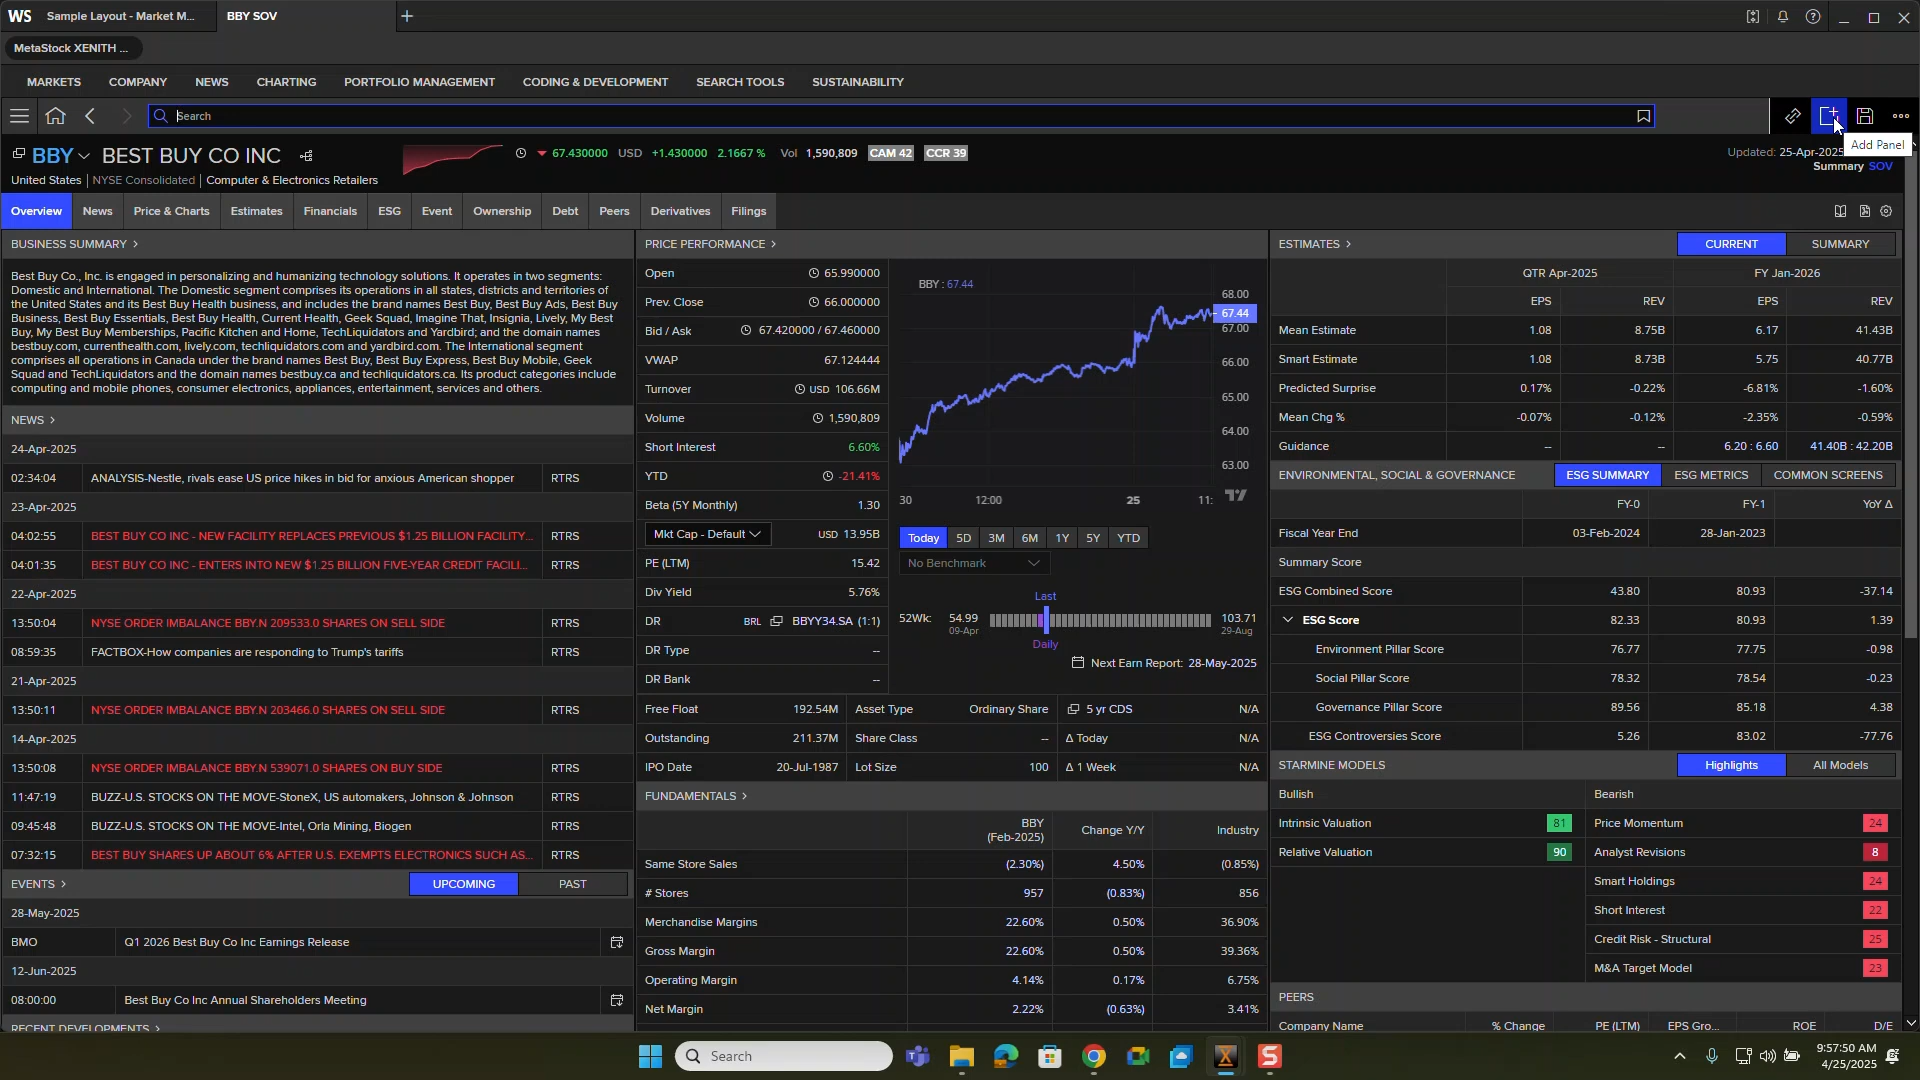 WS Sample Layout - Market M... BBY SOV
MetaStock XENITH ...
MARKETS COMPANY NEWS CHARTING PORTFOLIO MANAGEMENT CODING & DEVELOPMENT SEARCH TOOLS SUSTAINABILITY
Search
Add Panel
BBY BEST BUY CO INC 67.430000 USD +1.430000 2.1667 % Vol 1,590,809 CAM 42 CCR 39 Updated: 25-Apr-2025
Summary SOV
United States | NYSE Consolidated | Computer & Electronics Retailers
Overview News Price & Charts Estimates Financials ESG Event Ownership Debt Peers Derivatives Filings
BUSINESS SUMMARY >
Best Buy Co., Inc. is engaged in personalizing and humanizing technology solutions. It operates in two segments:
Domestic and International. The Domestic segment comprises its operations in all states, districts and territories of
the United States and its Best Buy Health business, and includes the brand names Best Buy, Best Buy Ads, Best Buy
Business, Best Buy Essentials, Best Buy Health, Current Health, Geek Squad, Imagine That, Insignia, Lively, My Best
Buy, My Best Buy Memberships, Pacific Kitchen and Home, TechLiquidators and Yardbird; and the domain names
bestbuy.com, currenthealth.com, lively.com, techliquidators.com and yardbird.com. The International segment
comprises all operations in Canada under the brand names Best Buy, Best Buy Express, Best Buy Mobile, Geek
Squad and TechLiquidators and the domain names bestbuy.ca and techliquidators.ca. Its product categories include
computing and mobile phones, consumer electronics, appliances, entertainment, services and others.
NEWS >
24-Apr-2025
02:34:04 ANALYSIS-Nestle, rivals ease US price hikes in bid for anxious American shopper RTRS
23-Apr-2025
04:02:55 BEST BUY CO INC - NEW FACILITY REPLACES PREVIOUS $1.25 BILLION FACILITY... RTRS
04:01:35 BEST BUY CO INC - ENTERS INTO NEW $1.25 BILLION FIVE-YEAR CREDIT FACILI... RTRS
22-Apr-2025
13:50:04 NYSE ORDER IMBALANCE BBY.N 209533.0 SHARES ON SELL SIDE RTRS
08:59:35 FACTBOX-How companies are responding to Trump's tariffs RTRS
21-Apr-2025
13:50:11 NYSE ORDER IMBALANCE BBY.N 203466.0 SHARES ON SELL SIDE RTRS
14-Apr-2025
13:50:08 NYSE ORDER IMBALANCE BBY.N 539071.0 SHARES ON BUY SIDE RTRS
11:47:19 BUZZ-U.S. STOCKS ON THE MOVE-StoneX, US automakers, Johnson & Johnson RTRS
09:45:48 BUZZ-U.S. STOCKS ON THE MOVE-Intel, Orla Mining, Biogen RTRS
07:32:15 BEST BUY SHARES UP ABOUT 6% AFTER U.S. EXEMPTS ELECTRONICS SUCH AS... RTRS
EVENTS > UPCOMING PAST
28-May-2025
BMO Q1 2026 Best Buy Co Inc Earnings Release
12-Jun-2025
08:00:00 Best Buy Co Inc Annual Shareholders Meeting
RECENT DEVELOPMENTS >
PRICE PERFORMANCE >
Open 65.990000
Prev. Close 66.000000
Bid / Ask 67.420000 / 67.460000
VWAP 67.124444
Turnover USD 106.66M
Volume 1,590,809
Short Interest 6.60%
YTD -21.41%
Beta (5Y Monthly) 1.30
Mkt Cap - Default USD 13.95B
PE (LTM) 15.42
Div Yield 5.76%
DR BRL BBYY34.SA (1:1)
DR Type --
DR Bank --
BBY : 67.44
68.00
67.44
67.00
66.00
65.00
64.00
63.00
30 12:00 25 11:
Today 5D 3M 6M 1Y 5Y YTD
No Benchmark
Last
52Wk: 54.99 103.71
09-Apr 29-Aug
Daily
Next Earn Report: 28-May-2025
Free Float 192.54M Asset Type Ordinary Share 5 yr CDS N/A
Outstanding 211.37M Share Class -- Δ Today N/A
IPO Date 20-Jul-1987 Lot Size 100 Δ 1 Week N/A
FUNDAMENTALS >
BBY
(Feb-2025) Change Y/Y Industry
Same Store Sales (2.30%) 4.50% (0.85%)
# Stores 957 (0.83%) 856
Merchandise Margins 22.60% 0.50% 36.90%
Gross Margin 22.60% 0.50% 39.36%
Operating Margin 4.14% 0.17% 6.75%
Net Margin 2.22% (0.63%) 3.41%
ESTIMATES > CURRENT SUMMARY
QTR Apr-2025 FY Jan-2026
EPS REV EPS REV
Mean Estimate 1.08 8.75B 6.17 41.43B
Smart Estimate 1.08 8.73B 5.75 40.77B
Predicted Surprise 0.17% -0.22% -6.81% -1.60%
Mean Chg % -0.07% -0.12% -2.35% -0.59%
Guidance -- -- 6.20 : 6.60 41.40B : 42.20B
ENVIRONMENTAL, SOCIAL & GOVERNANCE ESG SUMMARY ESG METRICS COMMON SCREENS
FY-0 FY-1 YoY Δ
Fiscal Year End 03-Feb-2024 28-Jan-2023
Summary Score
ESG Combined Score 43.80 80.93 -37.14
ESG Score 82.33 80.93 1.39
Environment Pillar Score 76.77 77.75 -0.98
Social Pillar Score 78.32 78.54 -0.23
Governance Pillar Score 89.56 85.18 4.38
ESG Controversies Score 5.26 83.02 -77.76
STARMINE MODELS Highlights All Models
Bullish Bearish
Intrinsic Valuation 81 Price Momentum 24
Relative Valuation 90 Analyst Revisions 8
Smart Holdings 24
Short Interest 22
Credit Risk - Structural 25
M&A Target Model 23
PEERS
Company Name % Change PE (LTM) EPS Gro... ROE D/E
Search
9:57:50 AM
4/25/2025